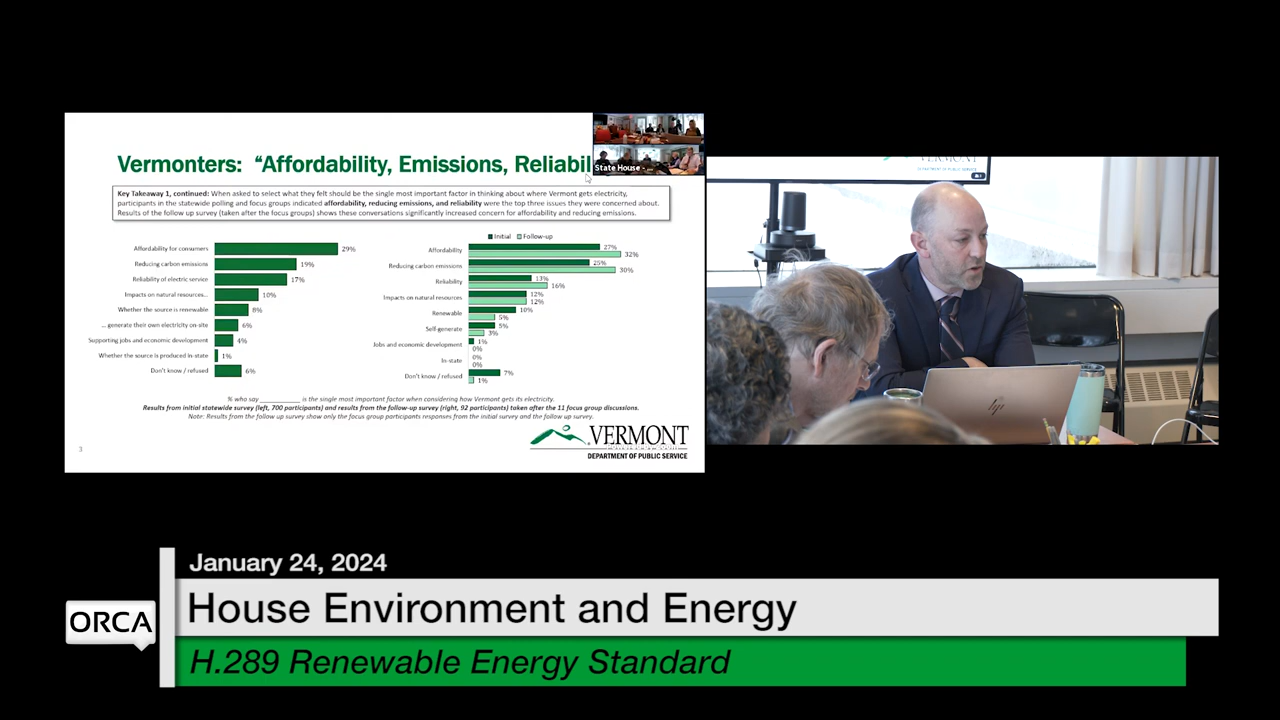 Vermonters: "Affordability, Emissions, Reliabil
State House -
Key Takeaway 1, continued: When asked to select what they felt should be the single most important factor in thinking about where Vermont gets electricity,
participants in the statewide polling and focus groups indicated affordability, reducing emissions, and reliability were the top three issues they were concerned about.
Results of the follow up survey (taken after the focus groups) shows these conversations significantly increased concern for affordability and reducing emissions.
Affordability for consumers 29%
Reducing carbon emissions 19%
Reliability of electric service 17%
Impacts on natural resources... 10%
Whether the source is renewable 8%
... generate their own electricity on-site 6%
Supporting jobs and economic development 4%
Whether the source is produced in-state 1%
Don't know / refused 6%
Initial Follow-up
Affordability 27% 32%
Reducing carbon emissions 25% 30%
Reliability 13% 16%
Impacts on natural resources 12% 12%
Renewable 10% 5%
Self-generate 5% 3%
Jobs and economic development 1% 0%
In-state 0% 0%
Don't know / refused 7% 1%
% who say __________ is the single most important factor when considering how Vermont gets its electricity.
Results from initial statewide survey (left, 700 participants) and results from the follow-up survey (right, 92 participants) taken after the 11 focus group discussions.
Note: Results from the follow up survey show only the focus group participants responses from the initial survey and the follow up survey.
3
VERMONT
DEPARTMENT OF PUBLIC SERVICE
VERMONT
DEPARTMENT OF PUBLIC SERVICE
hp
January 24, 2024
ORCA
House Environment and Energy
H.289 Renewable Energy Standard